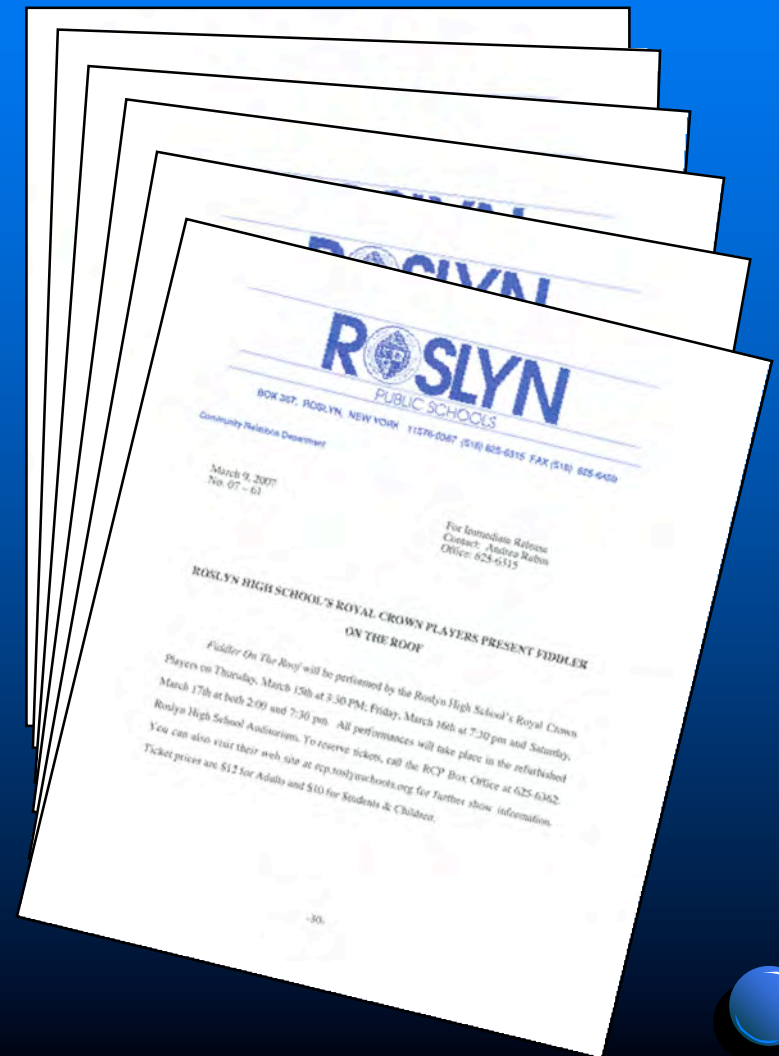 ROSLYN
ROSLYN
ROSLYN
PUBLIC SCHOOLS
BOX 367, ROSLYN, NEW YORK 11576-0367 (516) 625-6315 FAX (516)
Community Relations Department
March 9, 2007
No. 07 – 61
For Immediate Release
Contact: Andrea Rubin
Office: 625-6315
ROSLYN HIGH SCHOOL'S ROYAL CROWN PLAYERS PRESENT FIDDLER
ON THE ROOF
Fiddler On The Roof will be performed by the Roslyn High School's Royal Crown
Players on Thursday, March 15th at 3:30 PM; Friday, March 16th at 7:30 pm and Saturday,
March 17th at both 2:00 and 7:30 pm. All performances will take place in the refurbished
Roslyn High School Auditorium. To reserve tickets, call the RCP Box Office at 625-6362.
You can also visit their web site at rcp.roslynschools.org for further show information.
Ticket prices are $12 for Adults and $10 for Students & Children.
-30-